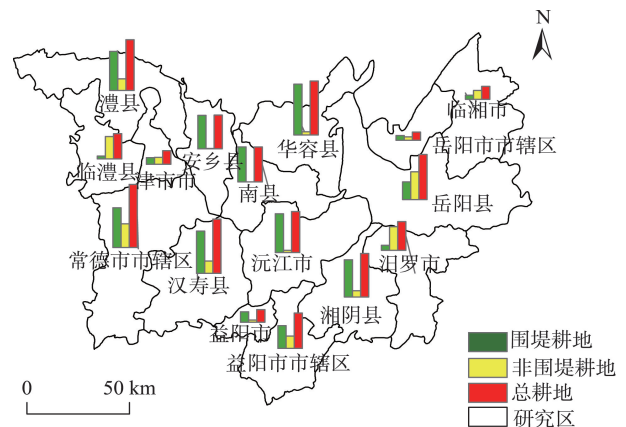 N
澧县
临湘市
临澧县
津市市
安乡县
南县
华容县
岳阳市市辖区
岳阳县
常德市市辖区
汉寿县
沅江市
汨罗市
湘阴县
益阳市
益阳市市辖区
围堤耕地
非围堤耕地
总耕地
研究区
0 50 km